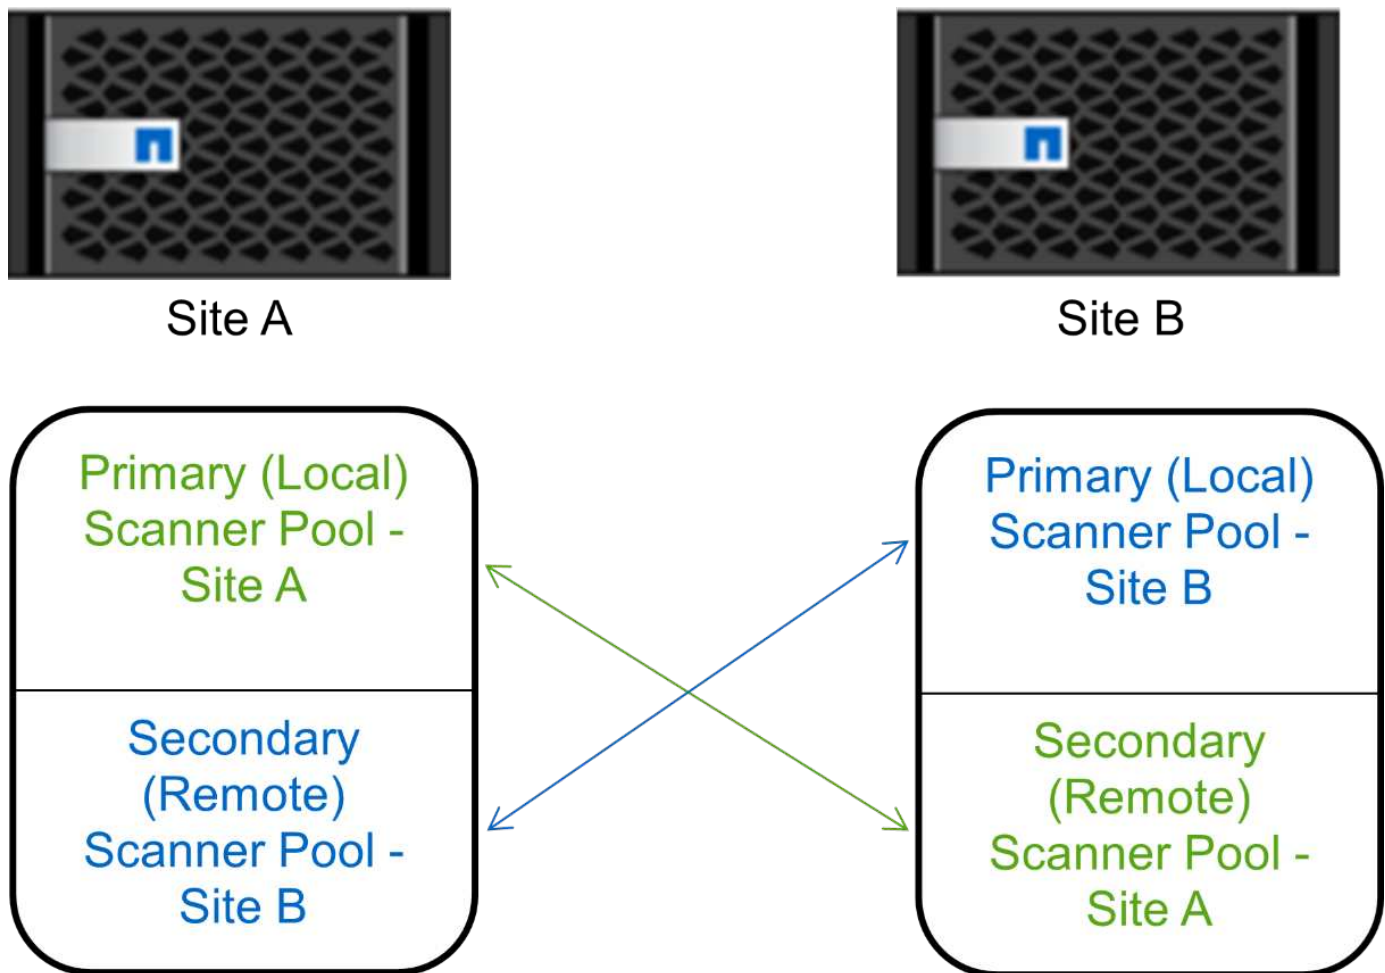 Site A
Site B
Primary (Local)
Scanner Pool -
Site A
Secondary
(Remote)
Scanner Pool -
Site B
Primary (Local)
Scanner Pool -
Site B
Secondary
(Remote)
Scanner Pool -
Site A